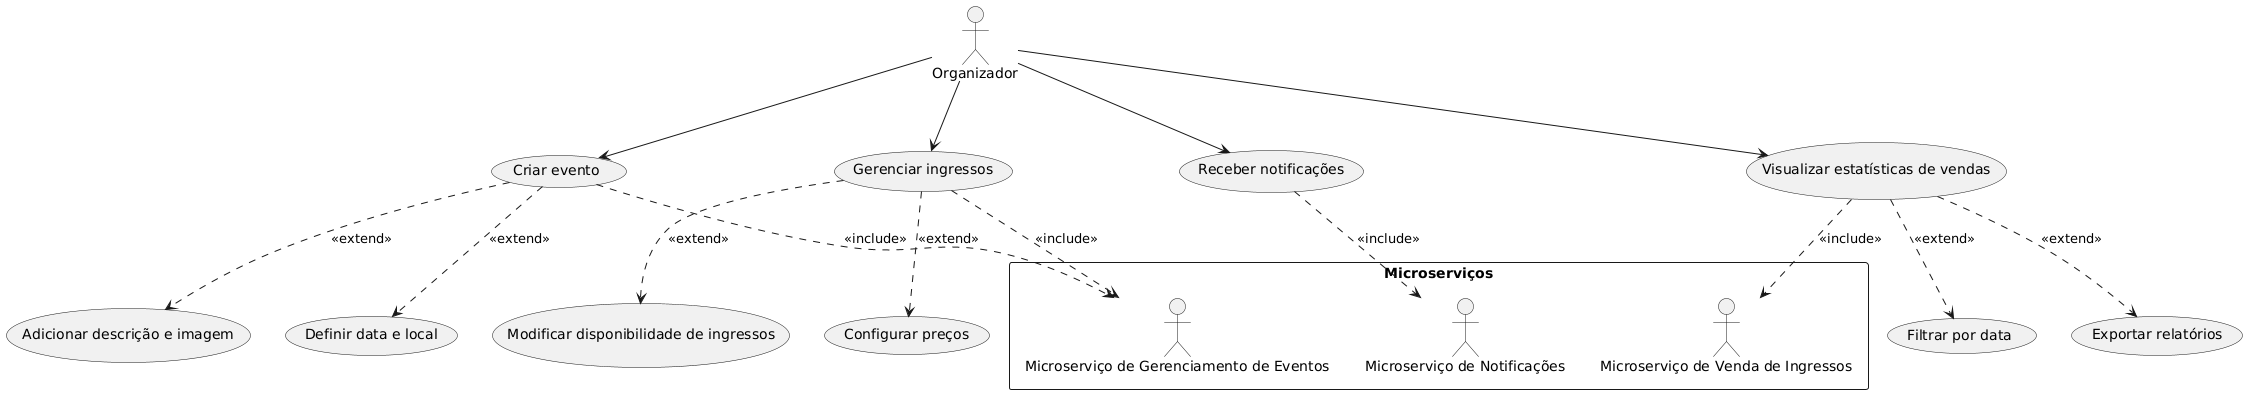 Organizador
Criar evento
Gerenciar ingressos
Receber notificações
Visualizar estatísticas de vendas
«extend»
«extend»
«extend»
«include»
«extend»
«include»
«include»
«include»
«extend»
«extend»
Microserviços
Adicionar descrição e imagem
Definir data e local
Modificar disponibilidade de ingressos
Configurar preços
Microserviço de Gerenciamento de Eventos
Microserviço de Notificações
Microserviço de Venda de Ingressos
Filtrar por data
Exportar relatórios